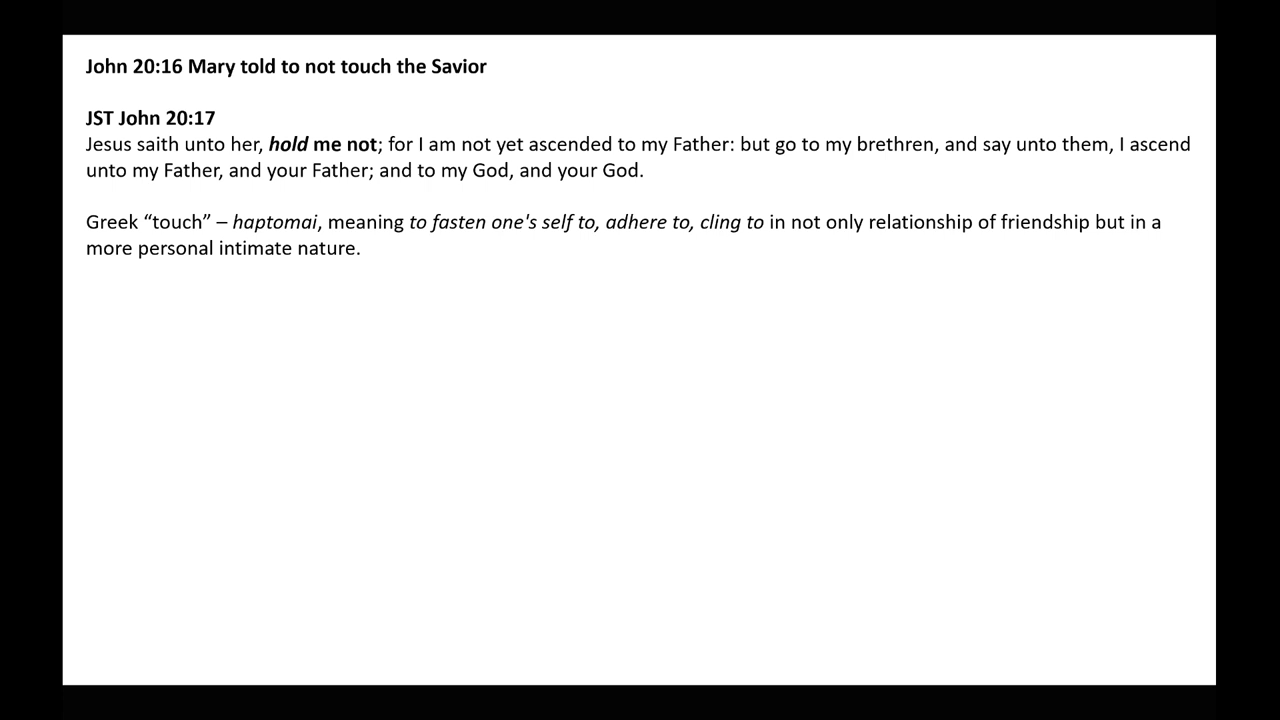 John 20:16 Mary told to not touch the Savior
JST John 20:17
Jesus saith unto her, hold me not; for I am not yet ascended to my Father: but go to my brethren, and say unto them, I ascend
unto my Father, and your Father; and to my God, and your God.
Greek “touch” – haptomai, meaning to fasten one's self to, adhere to, cling to in not only relationship of friendship but in a
more personal intimate nature.